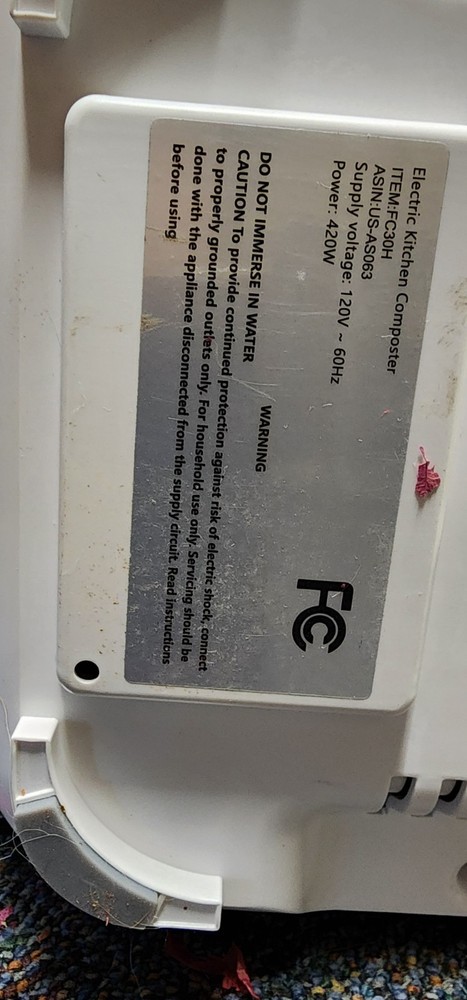 Electric Kitchen Composter
ITEM:FC30H
ASIN:US-AS063
Supply voltage: 120V ~ 60Hz
Power: 420W
FC
WARNING
DO NOT IMMERSE IN WATER
CAUTION To provide continued protection against risk of electric shock, connect
to properly grounded outlets only. For household use only. Servicing should be
done with the appliance disconnected from the supply circuit. Read instructions
before using